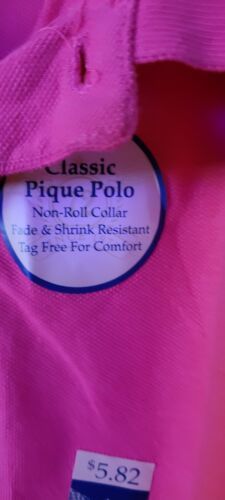 Classic
Pique Polo
Non-Roll Collar
Fade & Shrink Resistant
Tag Free For Comfort
$5.82